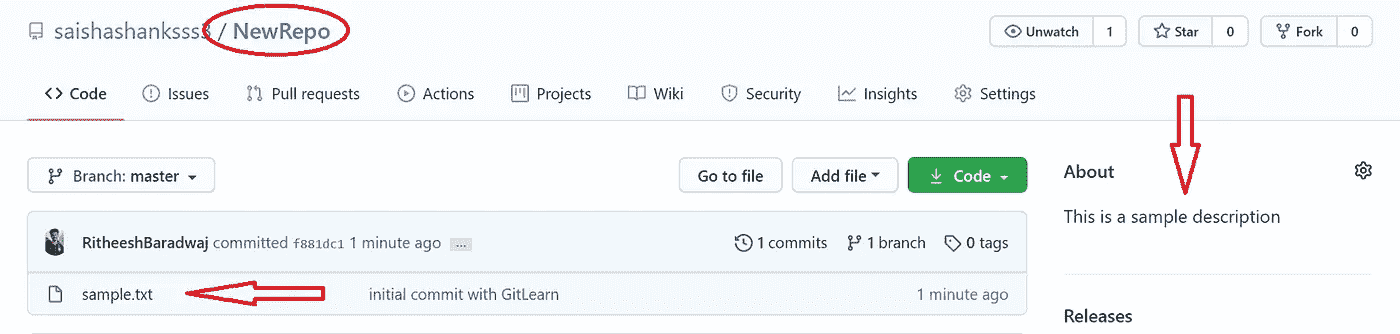 saishashankssss3 / NewRepo
Unwatch 1 Star 0 Fork 0
Code Issues Pull requests Actions Projects Wiki Security Insights Settings
Branch: master Go to file Add file Code
About
This is a sample description
RitheeshBaradwaj committed f881dc1 1 minute ago ... 1 commits 1 branch 0 tags
sample.txt initial commit with GitLearn 1 minute ago
Releases